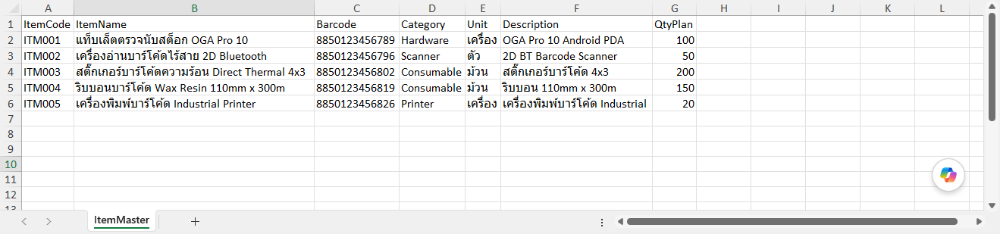 A B C D E F G H I J K L
1 ItemCode ItemName Barcode Category Unit Description QtyPlan
2 ITM001 แท็บเล็ตตรวจนับสต็อก OGA Pro 10 8850123456789 Hardware เครื่อง OGA Pro 10 Android PDA 100
3 ITM002 เครื่องอ่านบาร์โค้ดไร้สาย 2D Bluetooth 8850123456796 Scanner ตัว 2D BT Barcode Scanner 50
4 ITM003 สติ๊กเกอร์บาร์โค้ดความร้อน Direct Thermal 4x3 8850123456802 Consumable ม้วน สติ๊กเกอร์บาร์โค้ด 4x3 200
5 ITM004 ริบบอนบาร์โค้ด Wax Resin 110mm x 300m 8850123456819 Consumable ม้วน ริบบอน 110mm x 300m 150
6 ITM005 เครื่องพิมพ์บาร์โค้ด Industrial Printer 8850123456826 Printer เครื่อง เครื่องพิมพ์บาร์โค้ด Industrial 20
7
8
9
10
11
12
13
ItemMaster